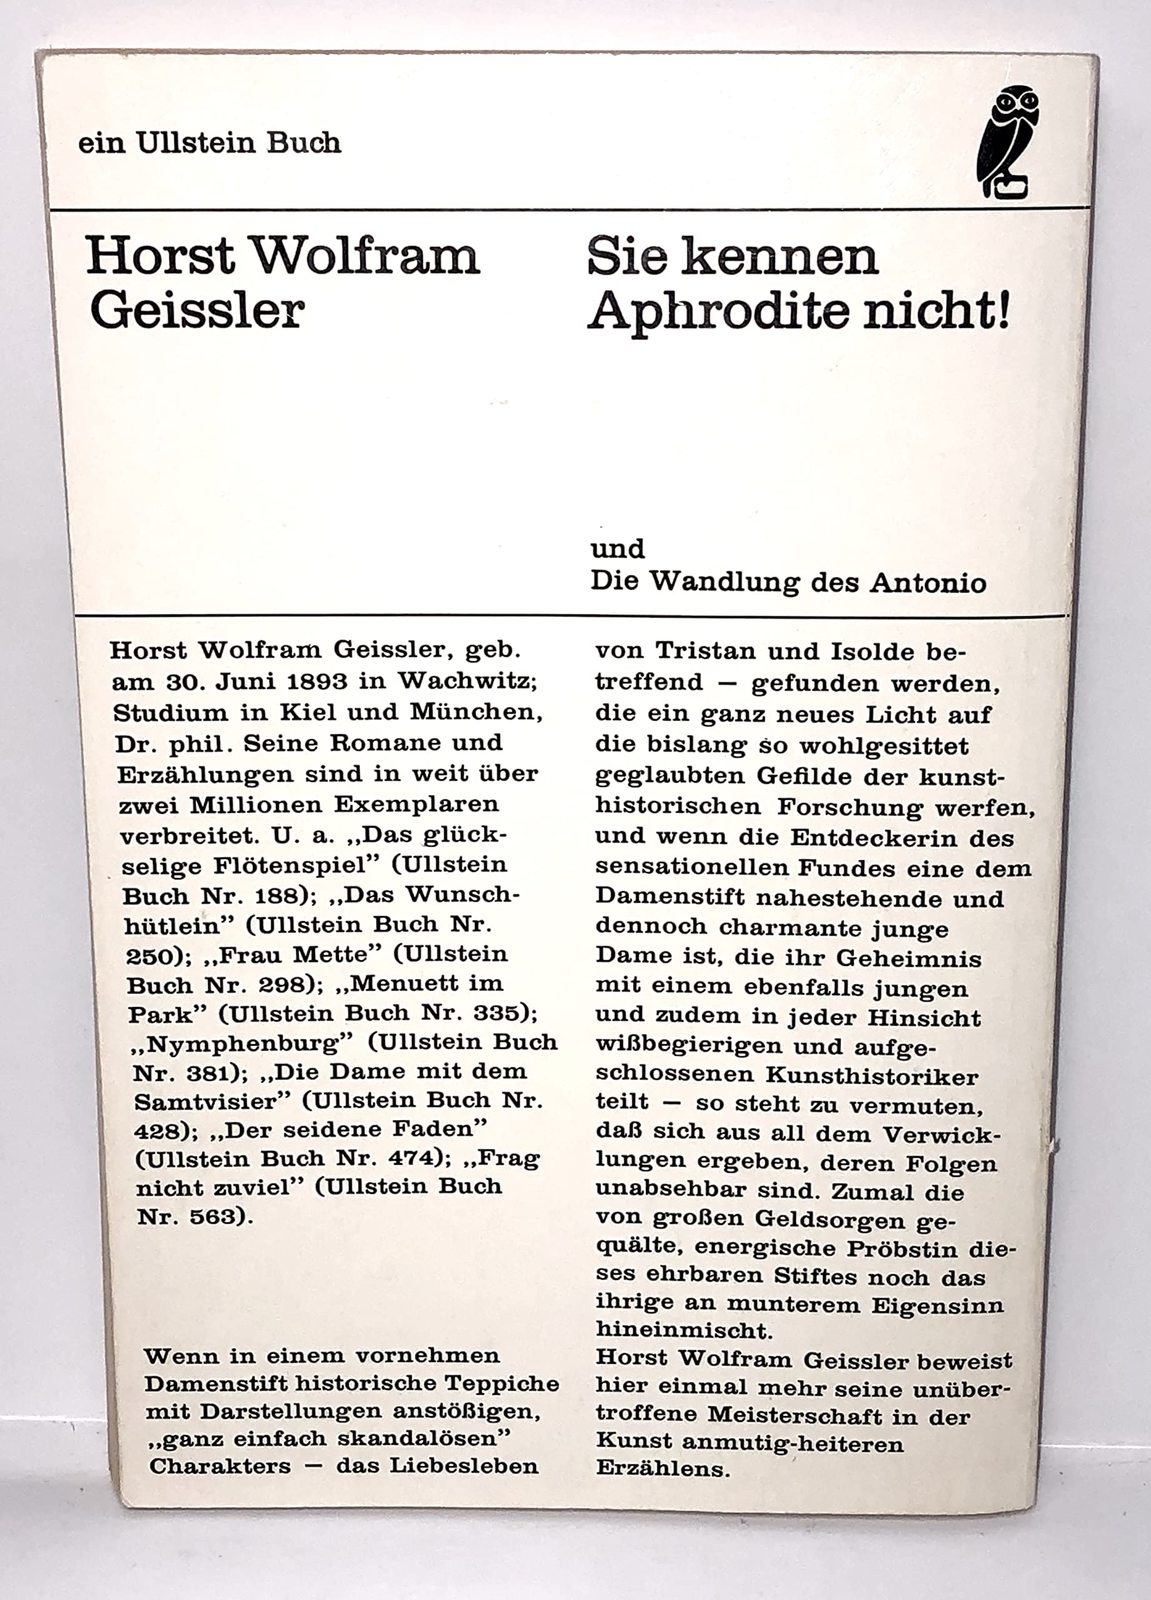 ein Ullstein Buch
Horst Wolfram
Geissler
Sie kennen
Aphrodite nicht!
und
Die Wandlung des Antonio
Horst Wolfram Geissler, geb.
am 30. Juni 1893 in Wachwitz;
Studium in Kiel und München,
Dr. phil. Seine Romane und
Erzählungen sind in weit über
zwei Millionen Exemplaren
verbreitet. U. a. „Das glück-
selige Flötenspiel” (Ullstein
Buch Nr. 188); „Das Wunsch-
hütlein” (Ullstein Buch Nr.
250); „Frau Mette” (Ullstein
Buch Nr. 298); „Menuett im
Park” (Ullstein Buch Nr. 335);
„Nymphenburg” (Ullstein Buch
Nr. 381); „Die Dame mit dem
Samtvisier” (Ullstein Buch Nr.
428); „Der seidene Faden”
(Ullstein Buch Nr. 474); „Frag
nicht zuviel” (Ullstein Buch
Nr. 563).
Wenn in einem vornehmen
Damenstift historische Teppiche
mit Darstellungen anstößigen,
„ganz einfach skandalösen”
Charakters — das Liebesleben
von Tristan und Isolde be-
treffend — gefunden werden,
die ein ganz neues Licht auf
die bislang so wohlgesittet
geglaubten Gefilde der kunst-
historischen Forschung werfen,
und wenn die Entdeckerin des
sensationellen Fundes eine dem
Damenstift nahestehende und
dennoch charmante junge
Dame ist, die ihr Geheimnis
mit einem ebenfalls jungen
und zudem in jeder Hinsicht
wißbegierigen und aufge-
schlossenen Kunsthistoriker
teilt — so steht zu vermuten,
daß sich aus all dem Verwick-
lungen ergeben, deren Folgen
unabsehbar sind. Zumal die
von großen Geldsorgen ge-
quälte, energische Pröbstin die-
ses ehrbaren Stiftes noch das
ihrige an munterem Eigensinn
hineinmischt.
Horst Wolfram Geissler beweist
hier einmal mehr seine unüber-
troffene Meisterschaft in der
Kunst anmutig-heiteren
Erzählens.